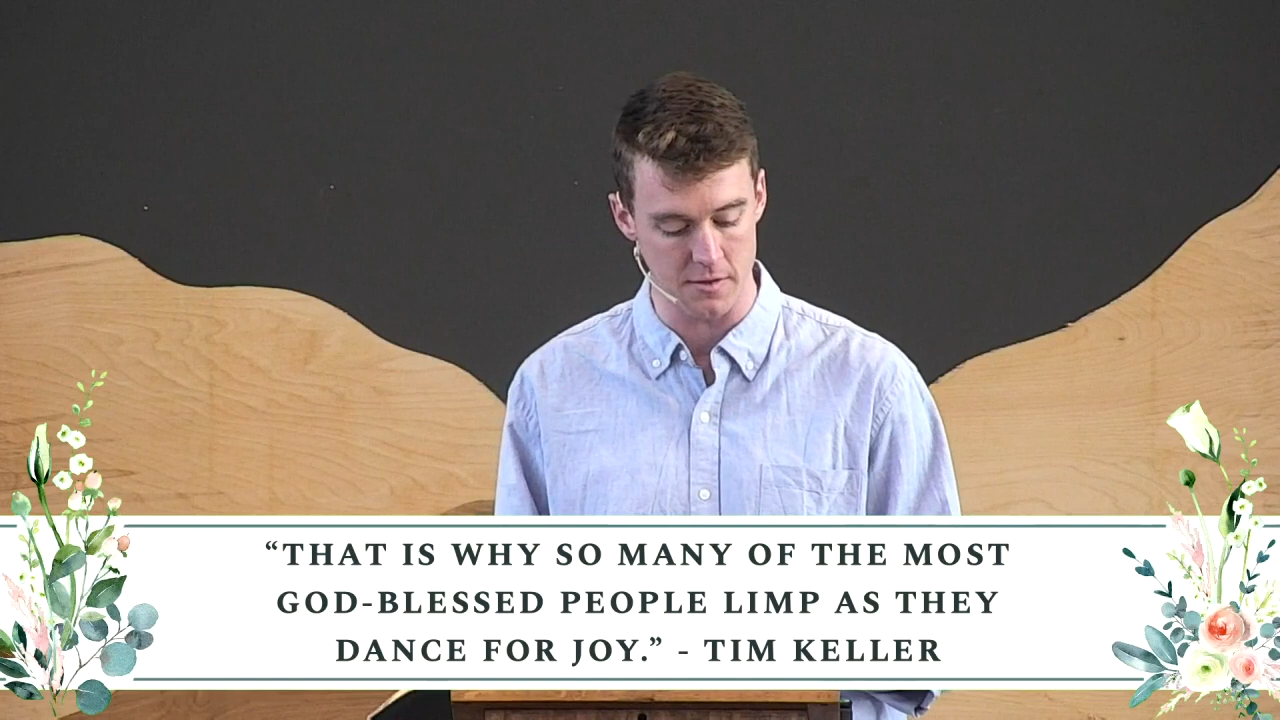 “THAT IS WHY SO MANY OF THE MOST
GOD-BLESSED PEOPLE LIMP AS THEY
DANCE FOR JOY.” - TIM KELLER